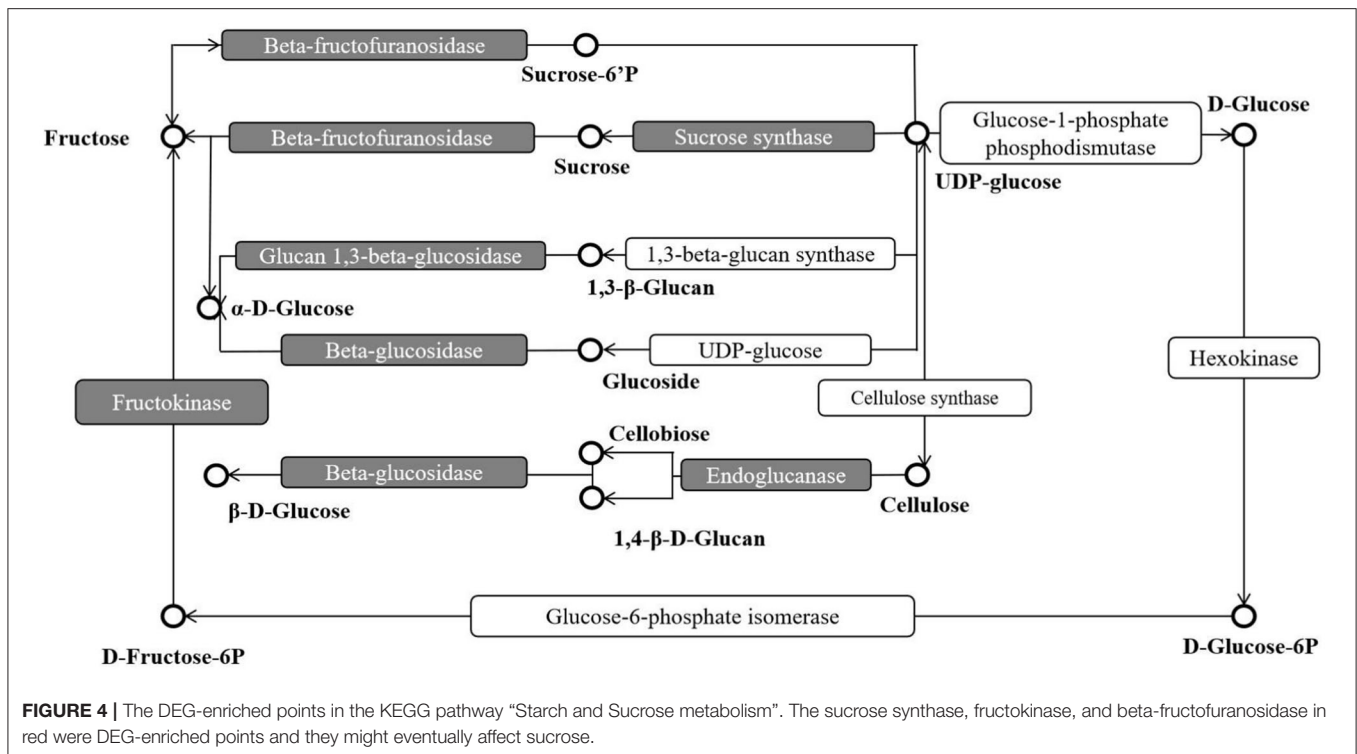 Beta-fructofuranosidase
Sucrose-6'P
D-Glucose
Fructose
Beta-fructofuranosidase
Sucrose synthase
Glucose-1-phosphate
phosphodismutase
Sucrose
UDP-glucose
Glucan 1,3-beta-glucosidase
1,3-beta-glucan synthase
1,3-β-Glucan
α-D-Glucose
Beta-glucosidase
UDP-glucose
Hexokinase
Glucoside
Fructokinase
Cellulose synthase
Cellobiose
Beta-glucosidase
Endoglucanase
β-D-Glucose
Cellulose
1,4-β-D-Glucan
Glucose-6-phosphate isomerase
D-Fructose-6P
D-Glucose-6P
FIGURE 4 | The DEG-enriched points in the KEGG pathway “Starch and Sucrose metabolism”. The sucrose synthase, fructokinase, and beta-fructofuranosidase in
red were DEG-enriched points and they might eventually affect sucrose.